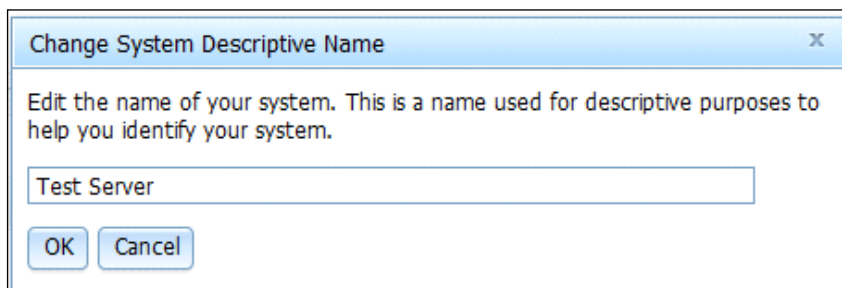 Change System Descriptive Name x
Edit the name of your system. This is a name used for descriptive purposes to
help you identify your system.
Test Server
OK Cancel